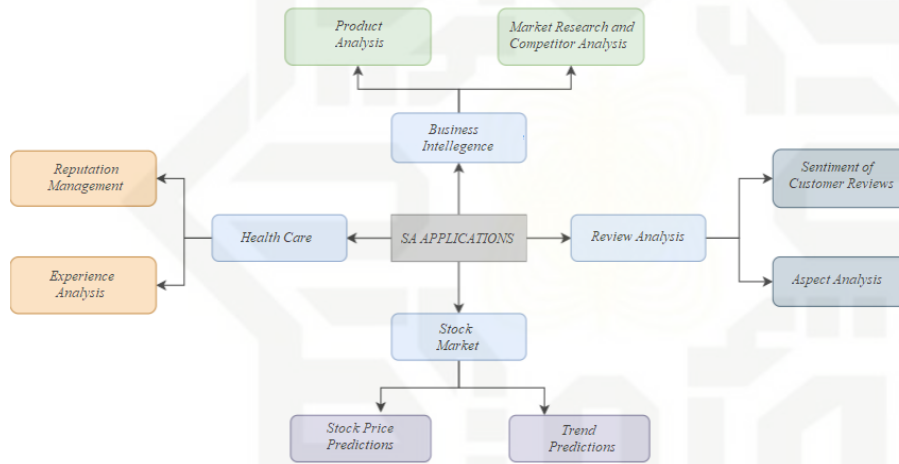 Product
Analysis
Market Research and
Competitor Analysis
Business
Intellegence
Reputation
Management
Sentiment of
Customer Reviews
Health Care
SA APPLICATIONS
Review Analysis
Experience
Analysis
Aspect Analysis
Stock
Market
Stock Price
Predictions
Trend
Predictions